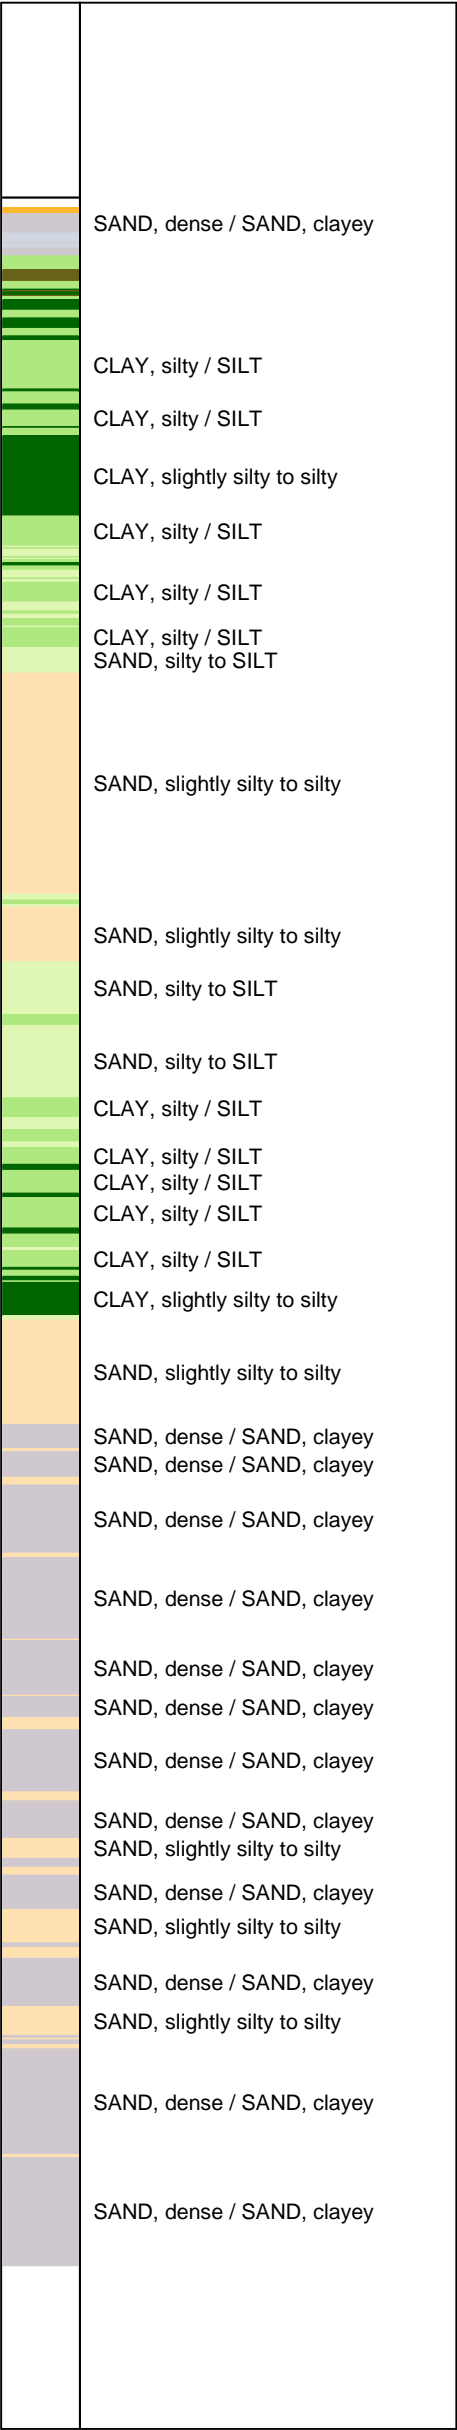 SAND, dense / SAND, clayey
CLAY, silty / SILT
CLAY, silty / SILT
CLAY, slightly silty to silty
CLAY, silty / SILT
CLAY, silty / SILT
CLAY, silty / SILT
SAND, silty to SILT
SAND, slightly silty to silty
SAND, slightly silty to silty
SAND, silty to SILT
SAND, silty to SILT
CLAY, silty / SILT
CLAY, silty / SILT
CLAY, silty / SILT
CLAY, silty / SILT
CLAY, silty / SILT
CLAY, slightly silty to silty
SAND, slightly silty to silty
SAND, dense / SAND, clayey
SAND, dense / SAND, clayey
SAND, dense / SAND, clayey
SAND, dense / SAND, clayey
SAND, dense / SAND, clayey
SAND, dense / SAND, clayey
SAND, dense / SAND, clayey
SAND, dense / SAND, clayey
SAND, slightly silty to silty
SAND, dense / SAND, clayey
SAND, slightly silty to silty
SAND, dense / SAND, clayey
SAND, slightly silty to silty
SAND, dense / SAND, clayey
SAND, dense / SAND, clayey